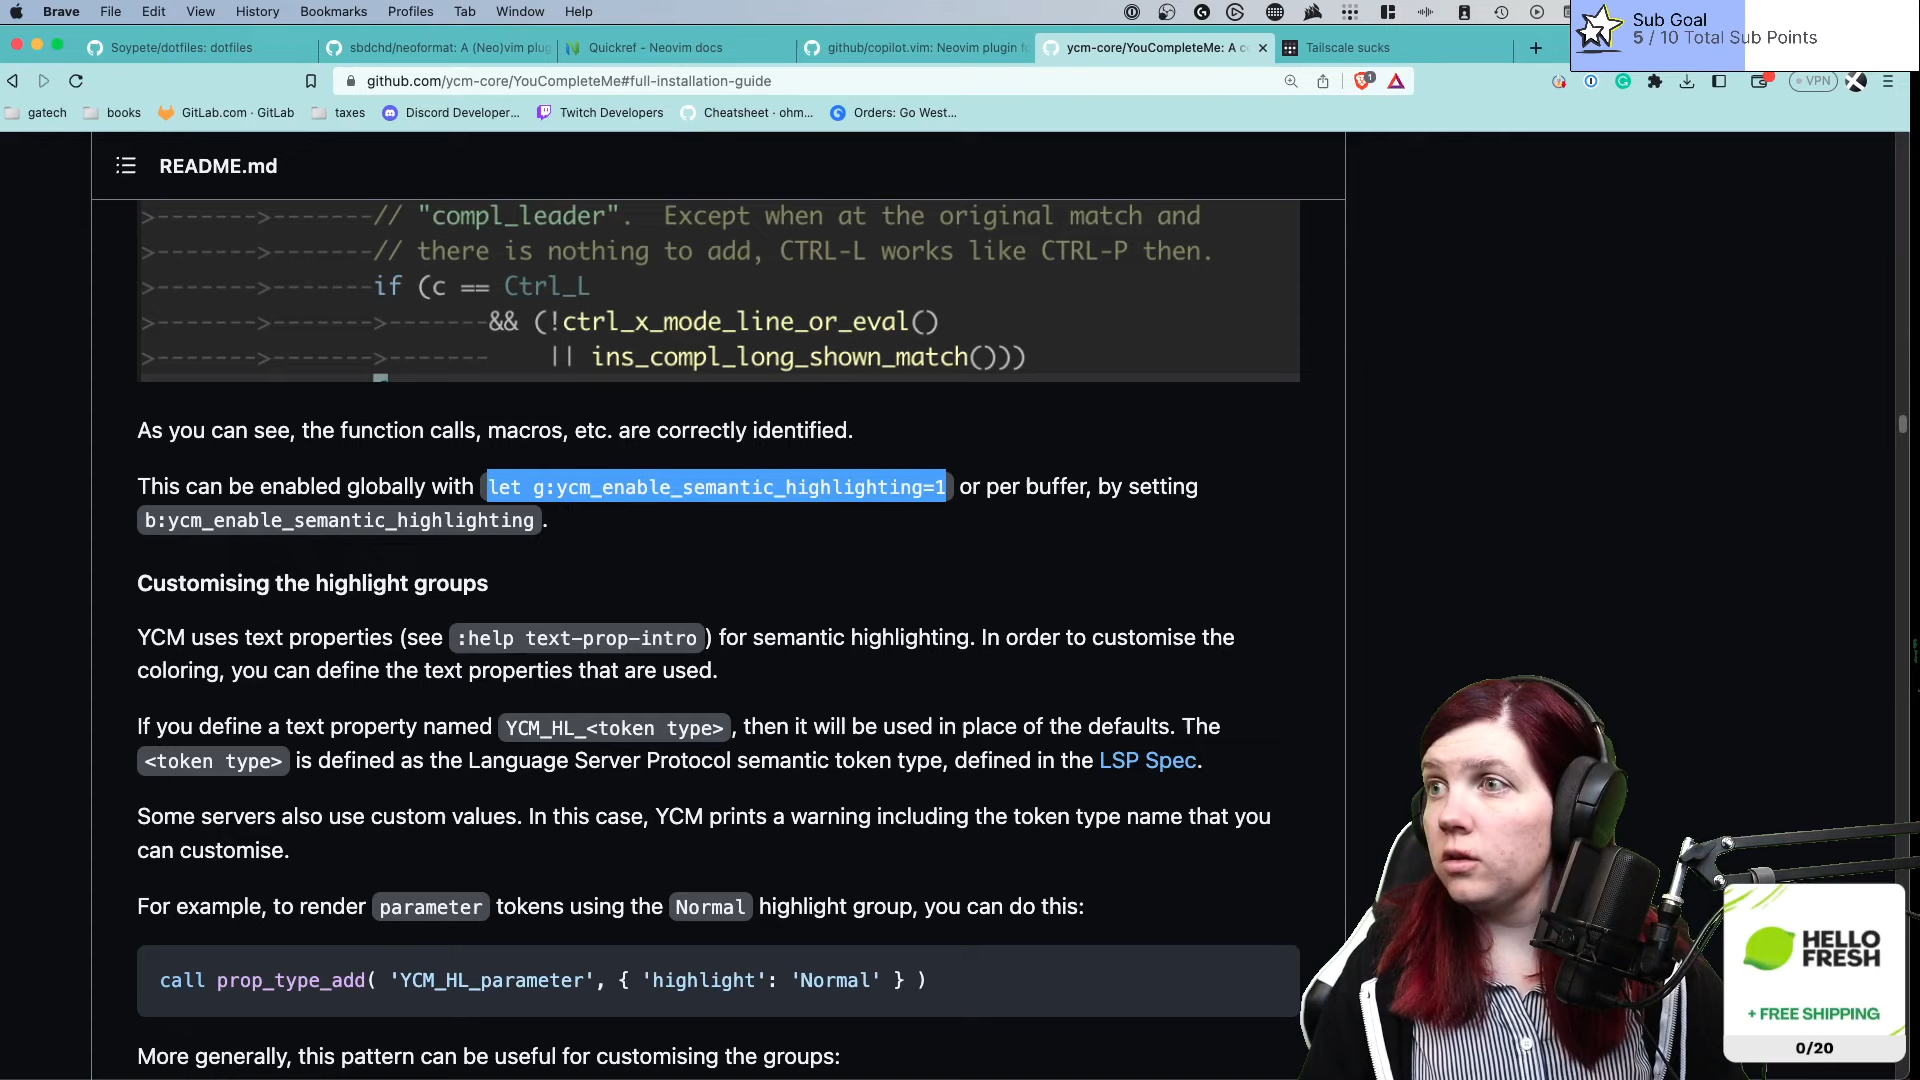 Brave File Edit View History Bookmarks Profiles Tab Window Help
Sub Goal
5 / 10 Total Sub Points
Soypete/dotfiles: dotfiles
sbdchd/neoformat: A (Neo)vim plug
Quickref - Neovim docs
github/copilot.vim: Neovim plugin f
ycm-core/YouCompleteMe: A c
Tailscale sucks
github.com/ycm-core/YouCompleteMe#full-installation-guide
1
VPN
gatech books GitLab.com · GitLab taxes Discord Developer... Twitch Developers Cheatsheet · ohm... Orders: Go West...
README.md
>------->-------// "compl_leader". Except when at the original match and
>------->-------// there is nothing to add, CTRL-L works like CTRL-P then.
>------->-------if (c == Ctrl_L
>------->------->-------&& (!ctrl_x_mode_line_or_eval()
>------->------->------- || ins_compl_long_shown_match()))
As you can see, the function calls, macros, etc. are correctly identified.
This can be enabled globally with let g:ycm_enable_semantic_highlighting=1 or per buffer, by setting
b:ycm_enable_semantic_highlighting.
Customising the highlight groups
YCM uses text properties (see :help text-prop-intro) for semantic highlighting. In order to customise the
coloring, you can define the text properties that are used.
If you define a text property named YCM_HL_<token type>, then it will be used in place of the defaults. The
<token type> is defined as the Language Server Protocol semantic token type, defined in the LSP Spec.
Some servers also use custom values. In this case, YCM prints a warning including the token type name that you
can customise.
For example, to render parameter tokens using the Normal highlight group, you can do this:
call prop_type_add( 'YCM_HL_parameter', { 'highlight': 'Normal' } )
More generally, this pattern can be useful for customising the groups:
HELLO
FRESH
+ FREE SHIPPING
0/20